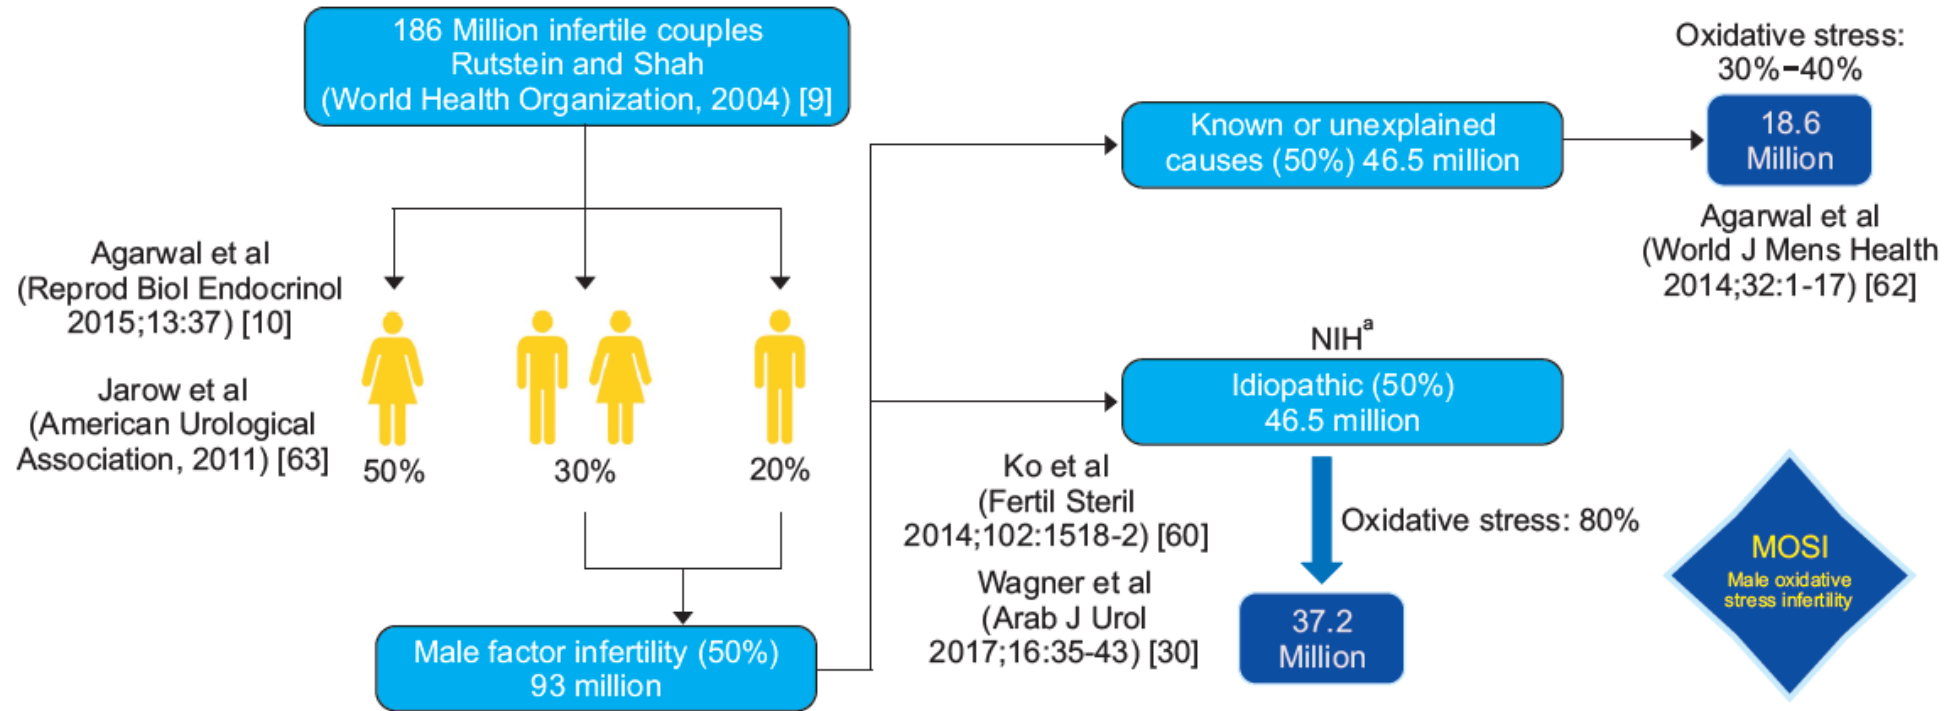 186 Million infertile couples
Rutstein and Shah
(World Health Organization, 2004) [9]
Agarwal et al
(Reprod Biol Endocrinol
2015;13:37) [10]
Jarow et al
(American Urological
Association, 2011) [63]
50%
30%
20%
Male factor infertility (50%)
93 million
Known or unexplained
causes (50%) 46.5 million
Oxidative stress:
30%−40%
18.6
Million
Agarwal et al
(World J Mens Health
2014;32:1-17) [62]
NIHª
Idiopathic (50%)
46.5 million
Ko et al
(Fertil Steril
2014;102:1518-2) [60]
Wagner et al
(Arab J Urol
2017;16:35-43) [30]
Oxidative stress: 80%
37.2
Million
MOSI
Male oxidative
stress infertility